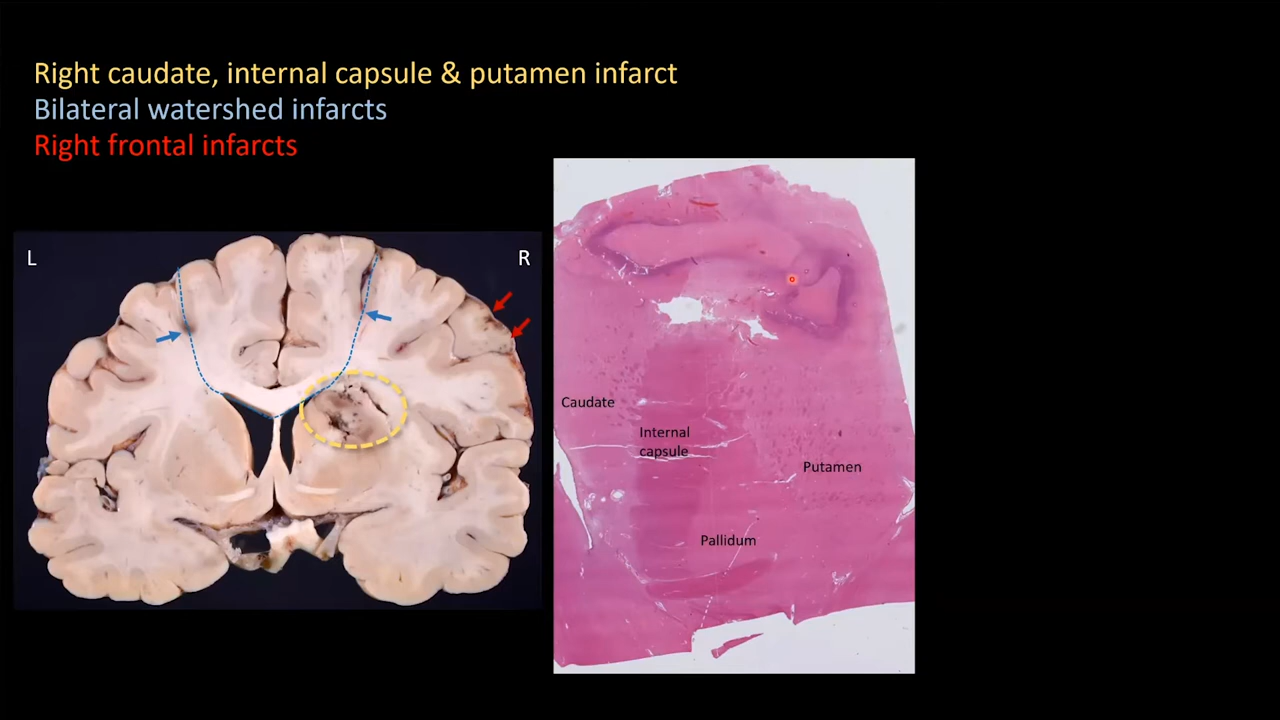 Right caudate, internal capsule & putamen infarct
Bilateral watershed infarcts
Right frontal infarcts
L
R
Caudate
Internal
capsule
Putamen
Pallidum